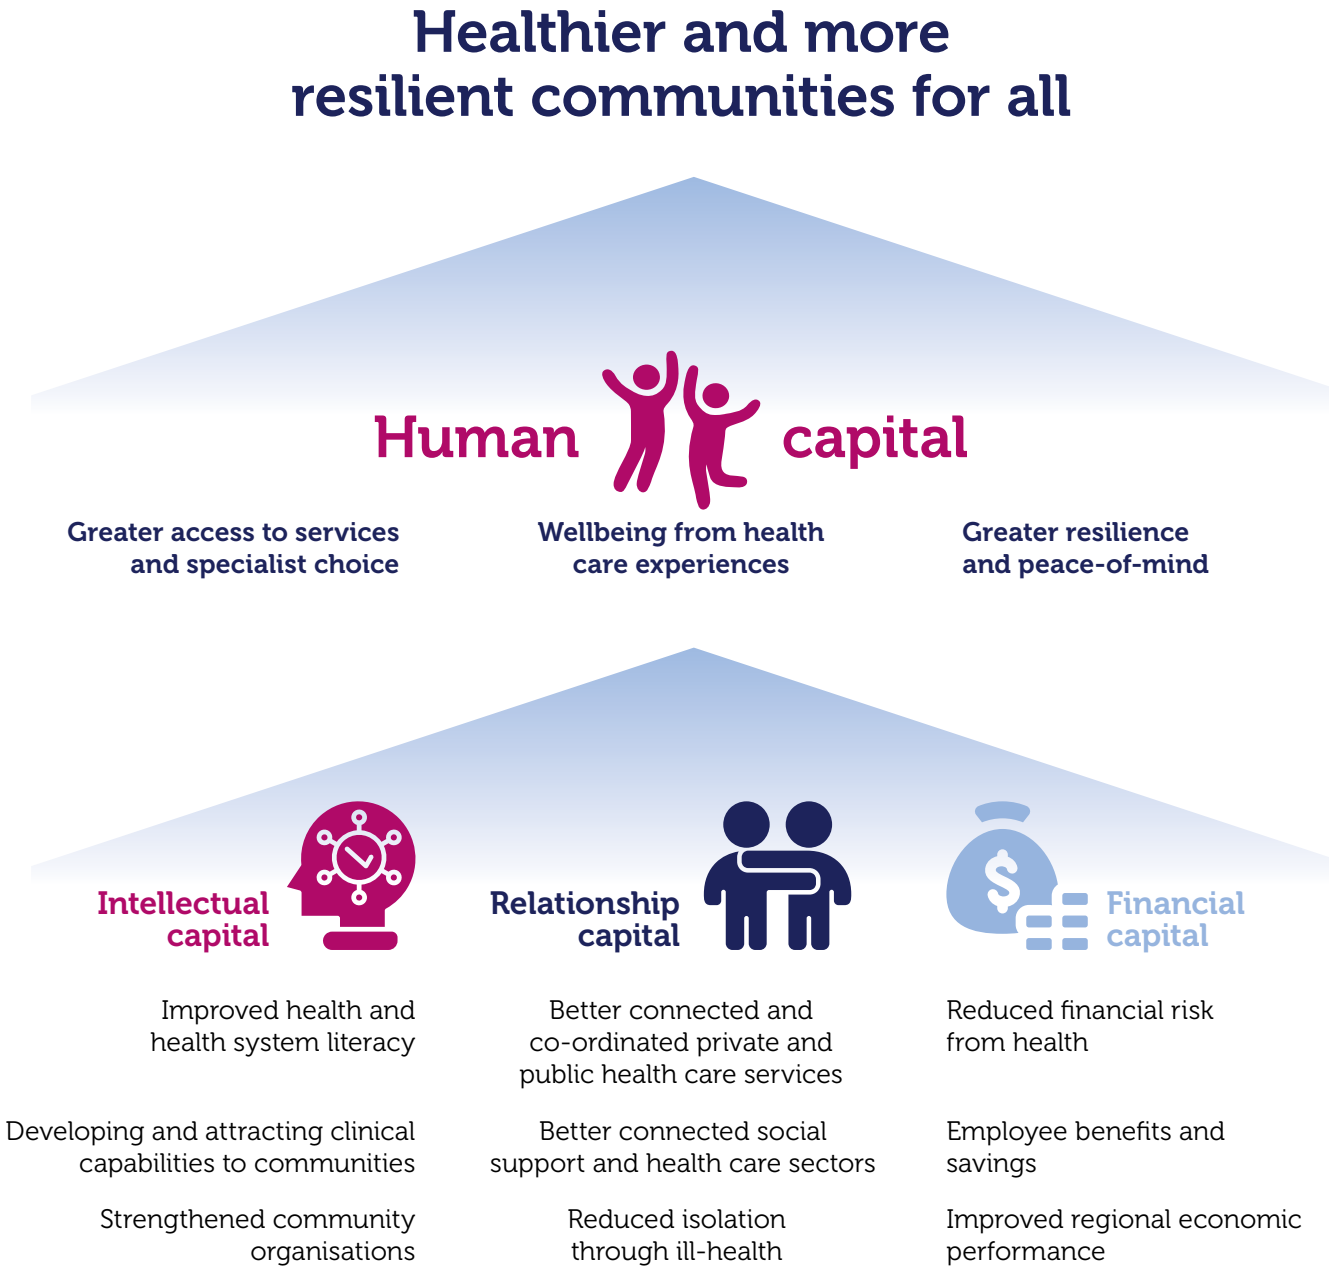 Healthier and more
resilient communities for all
Human capital
Greater access to services
and specialist choice
Wellbeing from health
care experiences
Greater resilience
and peace-of-mind
Intellectual
capital
Improved health and
health system literacy
Developing and attracting clinical
capabilities to communities
Strengthened community
organisations
Relationship
capital
Better connected and
co-ordinated private and
public health care services
Better connected social
support and health care sectors
Reduced isolation
through ill-health
$
Financial
capital
Reduced financial risk
from health
Employee benefits and
savings
Improved regional economic
performance